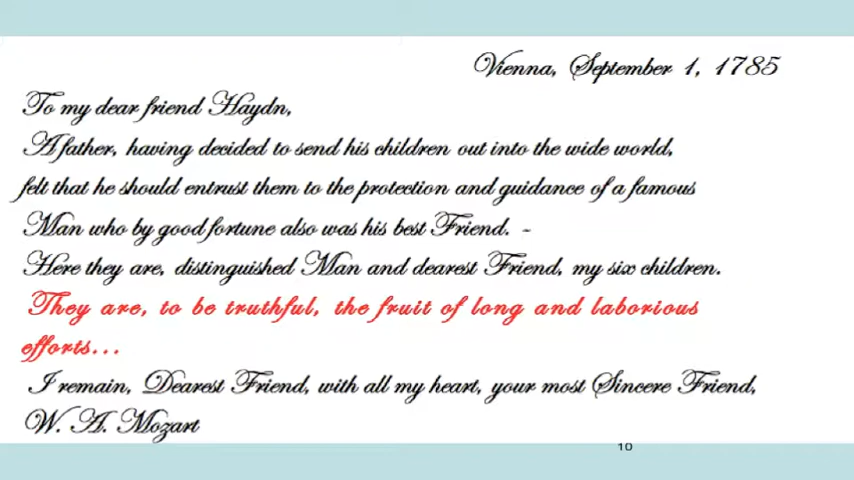 Vienna, September 1, 1785
To my dear friend Haydn,
A father, having decided to send his children out into the wide world,
felt that he should entrust them to the protection and guidance of a famous
Man who by good fortune also was his best Friend. -
Here they are, distinguished Man and dearest Friend, my six children.
They are, to be truthful, the fruit of long and laborious
efforts...
I remain, Dearest Friend, with all my heart, your most Sincere Friend,
W. A. Mozart
10